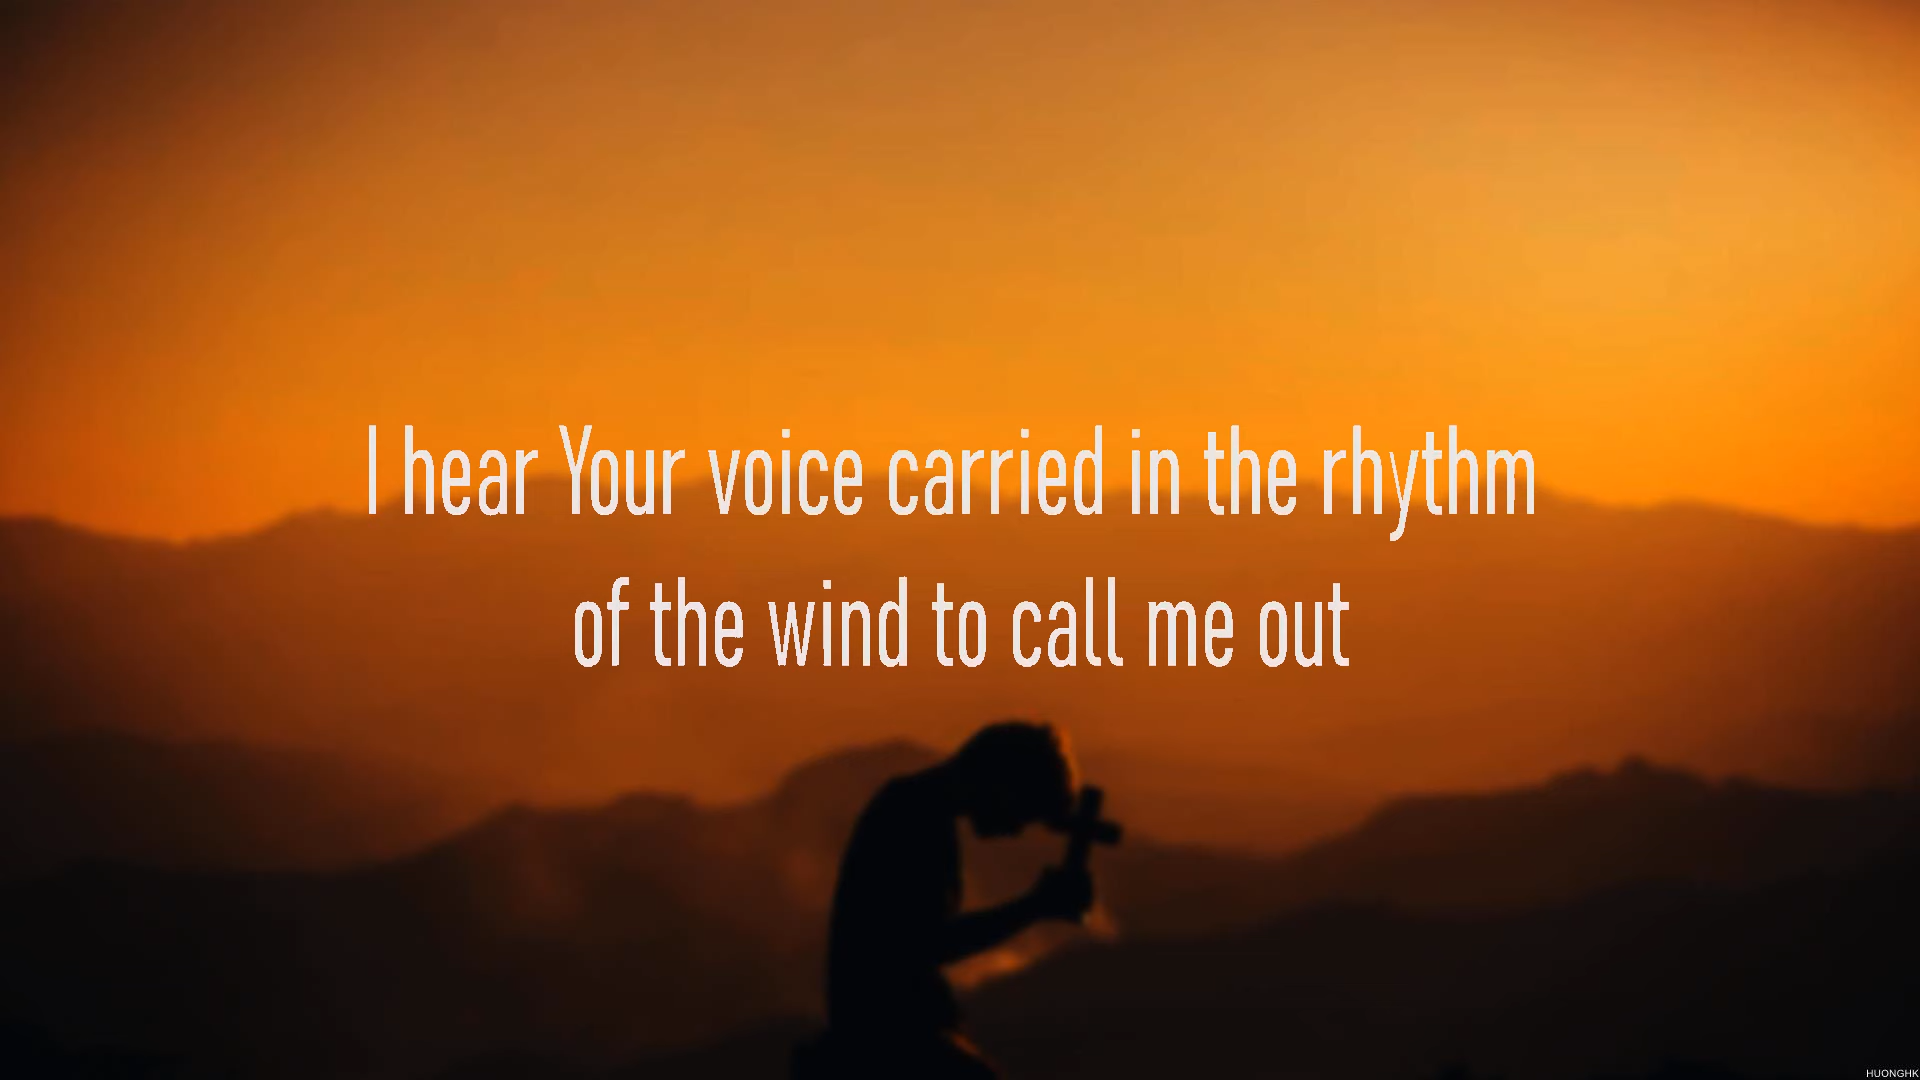 I hear Your voice carried in the rhythm
of the wind to call me out
HUONGHK